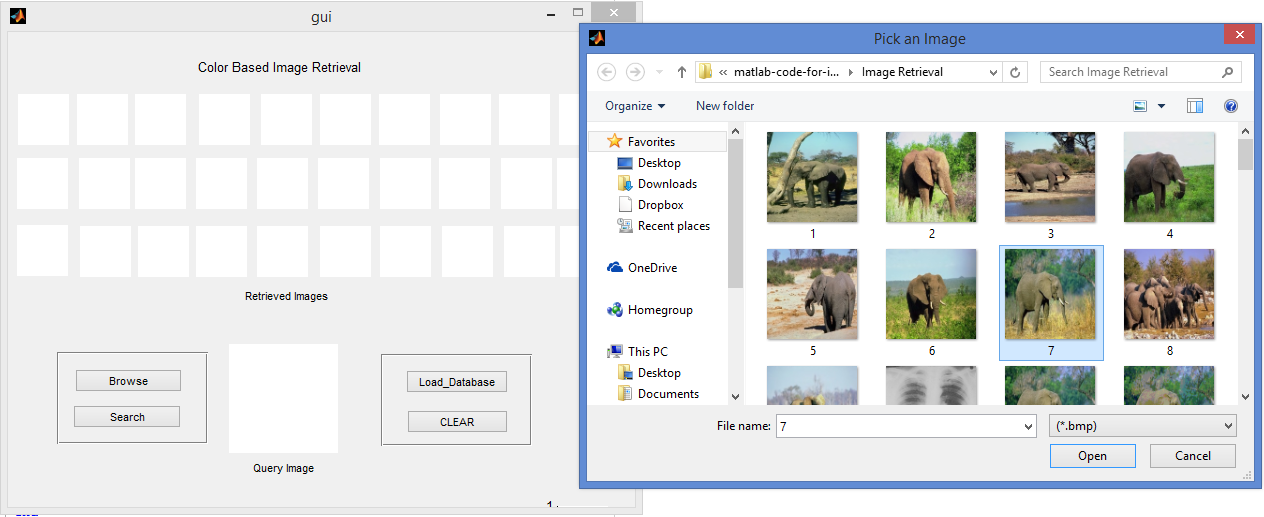 gui
Color Based Image Retrieval
Retrieved Images
Browse
Search
Query Image
Load_Database
CLEAR
Pick an Image
« matlab-code-for-i... Image Retrieval
Search Image Retrieval
Organize New folder
Favorites
Desktop
Downloads
Dropbox
Recent places
OneDrive
Homegroup
This PC
Desktop
Documents
1 2 3 4
5 6 7 8
File name: 7 (*.bmp)
Open Cancel